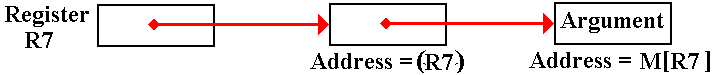 Register
R7
Argument
Address = (R7)
Address = M[R7]